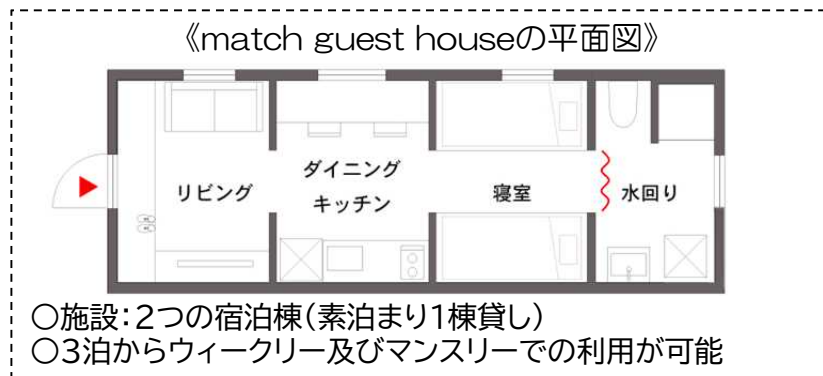 《match guest houseの平面図》
リビング
ダイニング
キッチン
寝室
水回り
○施設：2つの宿泊棟(素泊まり1棟貸し)
○3泊からウィークリー及びマンスリーでの利用が可能